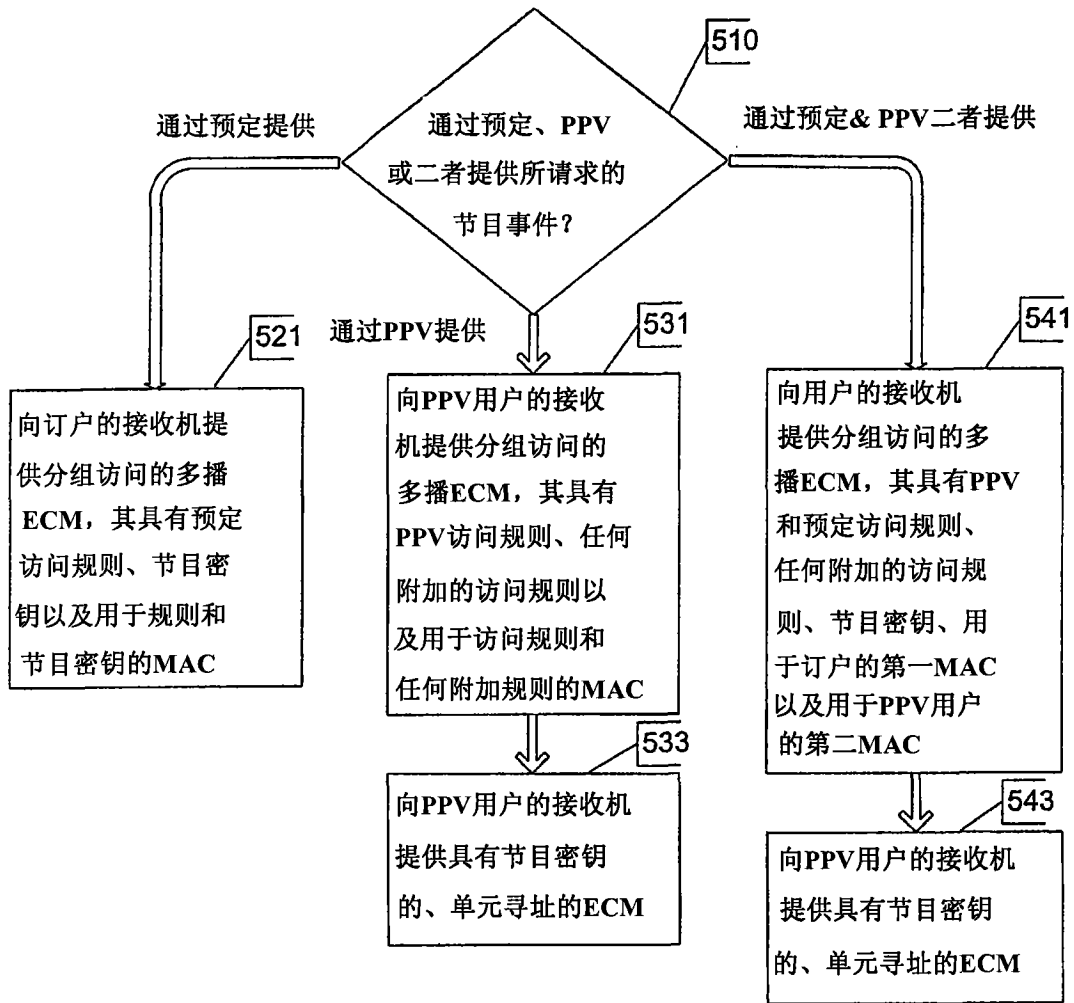 510
通过预定提供
通过预定、PPV
或二者提供所请求的
节目事件？
通过预定& PPV二者提供
通过PPV提供
521
向订户的接收机提
供分组访问的多播
ECM，其具有预定
访问规则、节目密
钥以及用于规则和
节目密钥的MAC
531
向PPV用户的接收
机提供分组访问的
多播ECM，其具有
PPV访问规则、任何
附加的访问规则以
及用于访问规则和
任何附加规则的MAC
541
向用户的接收机
提供分组访问的多
播ECM，其具有PPV
和预定访问规则、
任何附加的访问规
则、节目密钥、用
于订户的第一MAC
以及用于PPV用户
的第二MAC
533
向PPV用户的接收机
提供具有节目密钥
的、单元寻址的ECM
543
向PPV用户的接收机
提供具有节目密钥
的、单元寻址的ECM